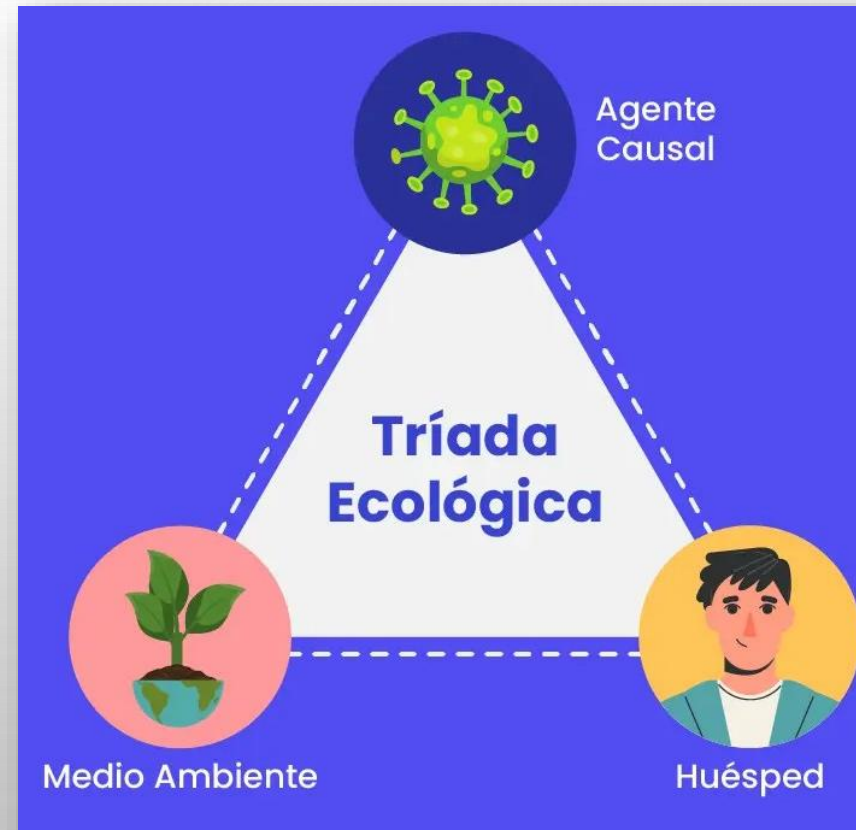 Agente
Causal
Tríada
Ecológica
Medio Ambiente
Huésped